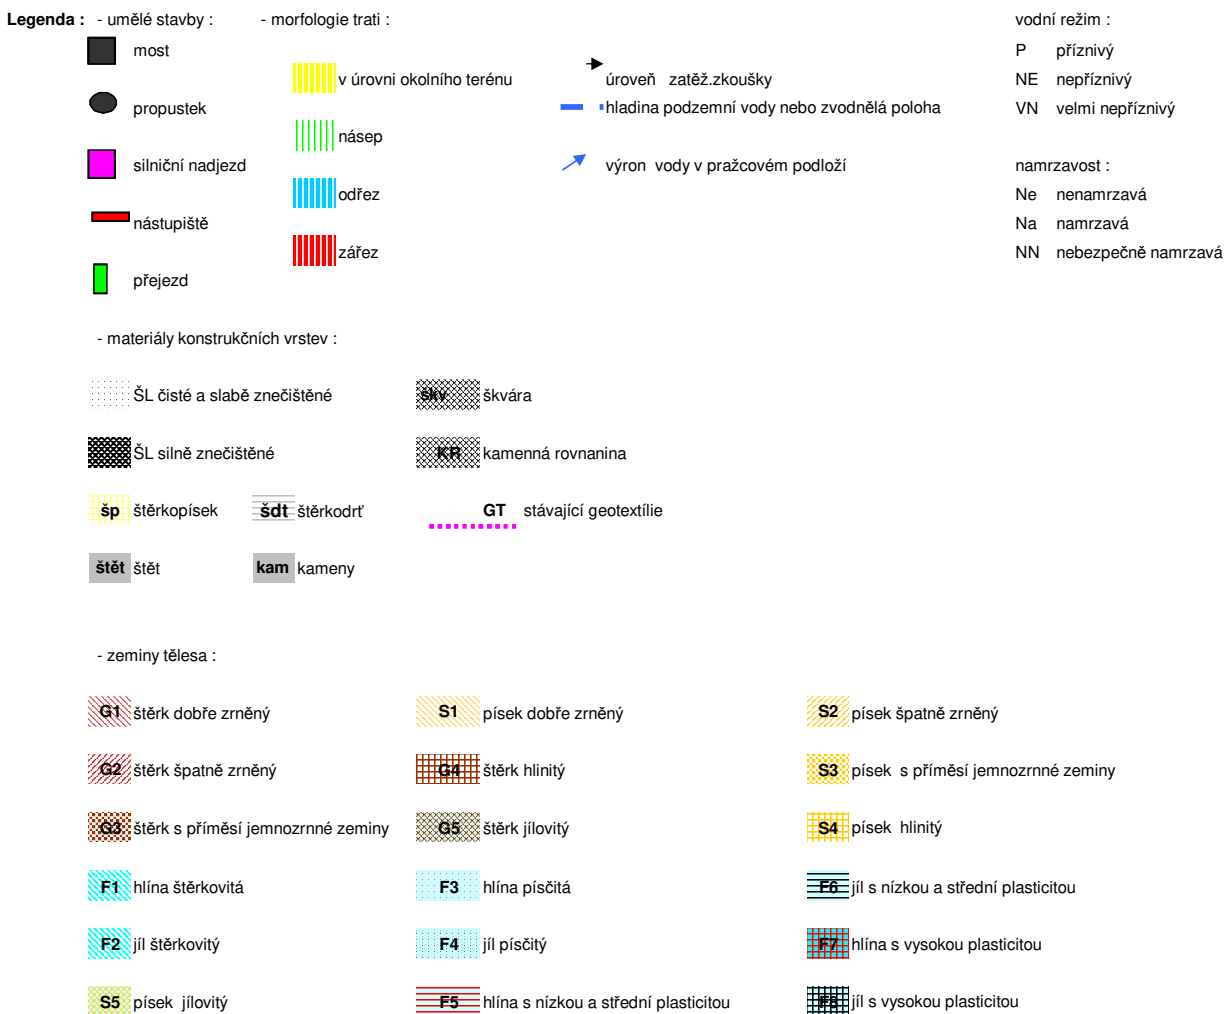 Legenda : - umělé stavby : - morfologie trati : vodní režim :
most P příznivý
v úrovni okolního terénu úroveň zatěž.zkoušky NE nepříznivý
propustek hladina podzemní vody nebo zvodnělá poloha VN velmi nepříznivý
násep
silniční nadjezd výron vody v pražcovém podloží namrzavost :
odřez Ne nenamrzavá
nástupiště Na namrzavá
zářez NN nebezpečně namrzavá
přejezd
- materiály konstrukčních vrstev :
ŠL čisté a slabě znečištěné škv škvára
ŠL silně znečištěné KR kamenná rovnanina
šp štěrkopísek šdt štěrkodrť GT stávající geotextílie
štět štět kam kameny
- zeminy tělesa :
G1 štěrk dobře zrněný S1 písek dobře zrněný S2 písek špatně zrněný
G2 štěrk špatně zrněný G4 štěrk hlinitý S3 písek s příměsí jemnozrnné zeminy
G3 štěrk s příměsí jemnozrnné zeminy G5 štěrk jílovitý S4 písek hlinitý
F1 hlína štěrkovitá F3 hlína písčitá F6 jíl s nízkou a střední plasticitou
F2 jíl štěrkovitý F4 jíl písčitý F7 hlína s vysokou plasticitou
S5 písek jílovitý F5 hlína s nízkou a střední plasticitou F8 jíl s vysokou plasticitou